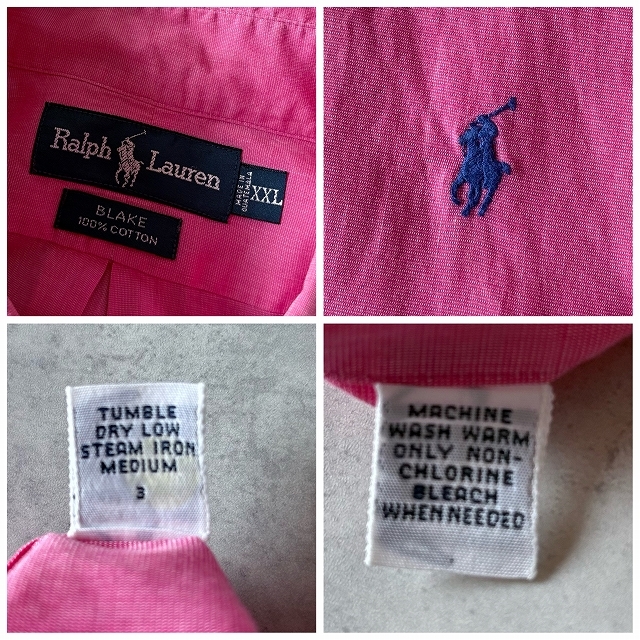 Ralph Lauren
MADE IN
GUATEMALA
XXL
BLAKE
100% COTTON
TUMBLE
DRY LOW
STEAM IRON
MEDIUM
3
MACHINE
WASH WARM
ONLY NON-
CHLORINE
BLEACH
WHEN NEEDED